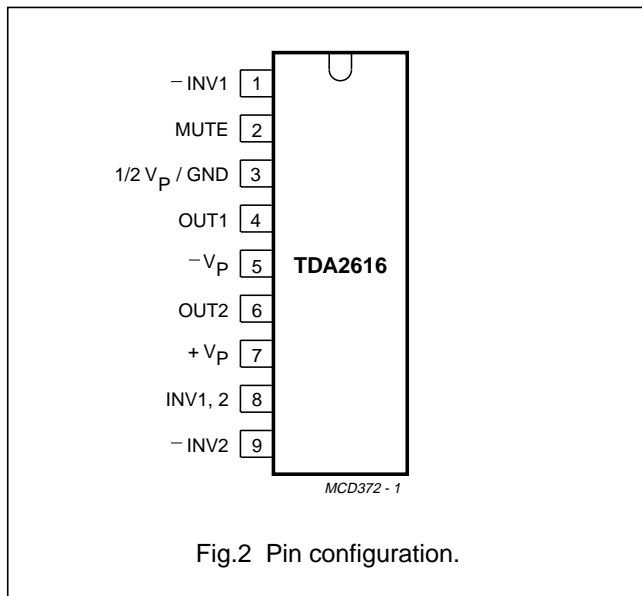 −INV1 1
MUTE 2
1/2 VP / GND 3
OUT1 4
−VP 5
TDA2616
OUT2 6
+ VP 7
INV1, 2 8
−INV2 9
MCD372 - 1
Fig.2 Pin configuration.